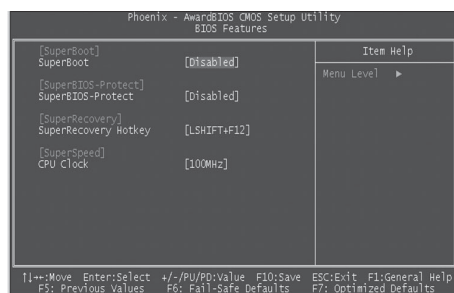 Phoenix - AwardBIOS CMOS Setup Utility
BIOS Features
[SuperBoot]
SuperBoot [Disabled]
[SuperBIOS-Protect]
SuperBIOS-Protect [Disabled]
[SuperRecovery]
SuperRecovery Hotkey [LSHIFT+F12]
[SuperSpeed]
CPU Clock [100MHz]
Item Help
Menu Level ►
↑↓→←:Move Enter:Select +/-/PU/PD:Value F10:Save ESC:Exit F1:General Help
F5: Previous Values F6: Fail-Safe Defaults F7: Optimized Defaults